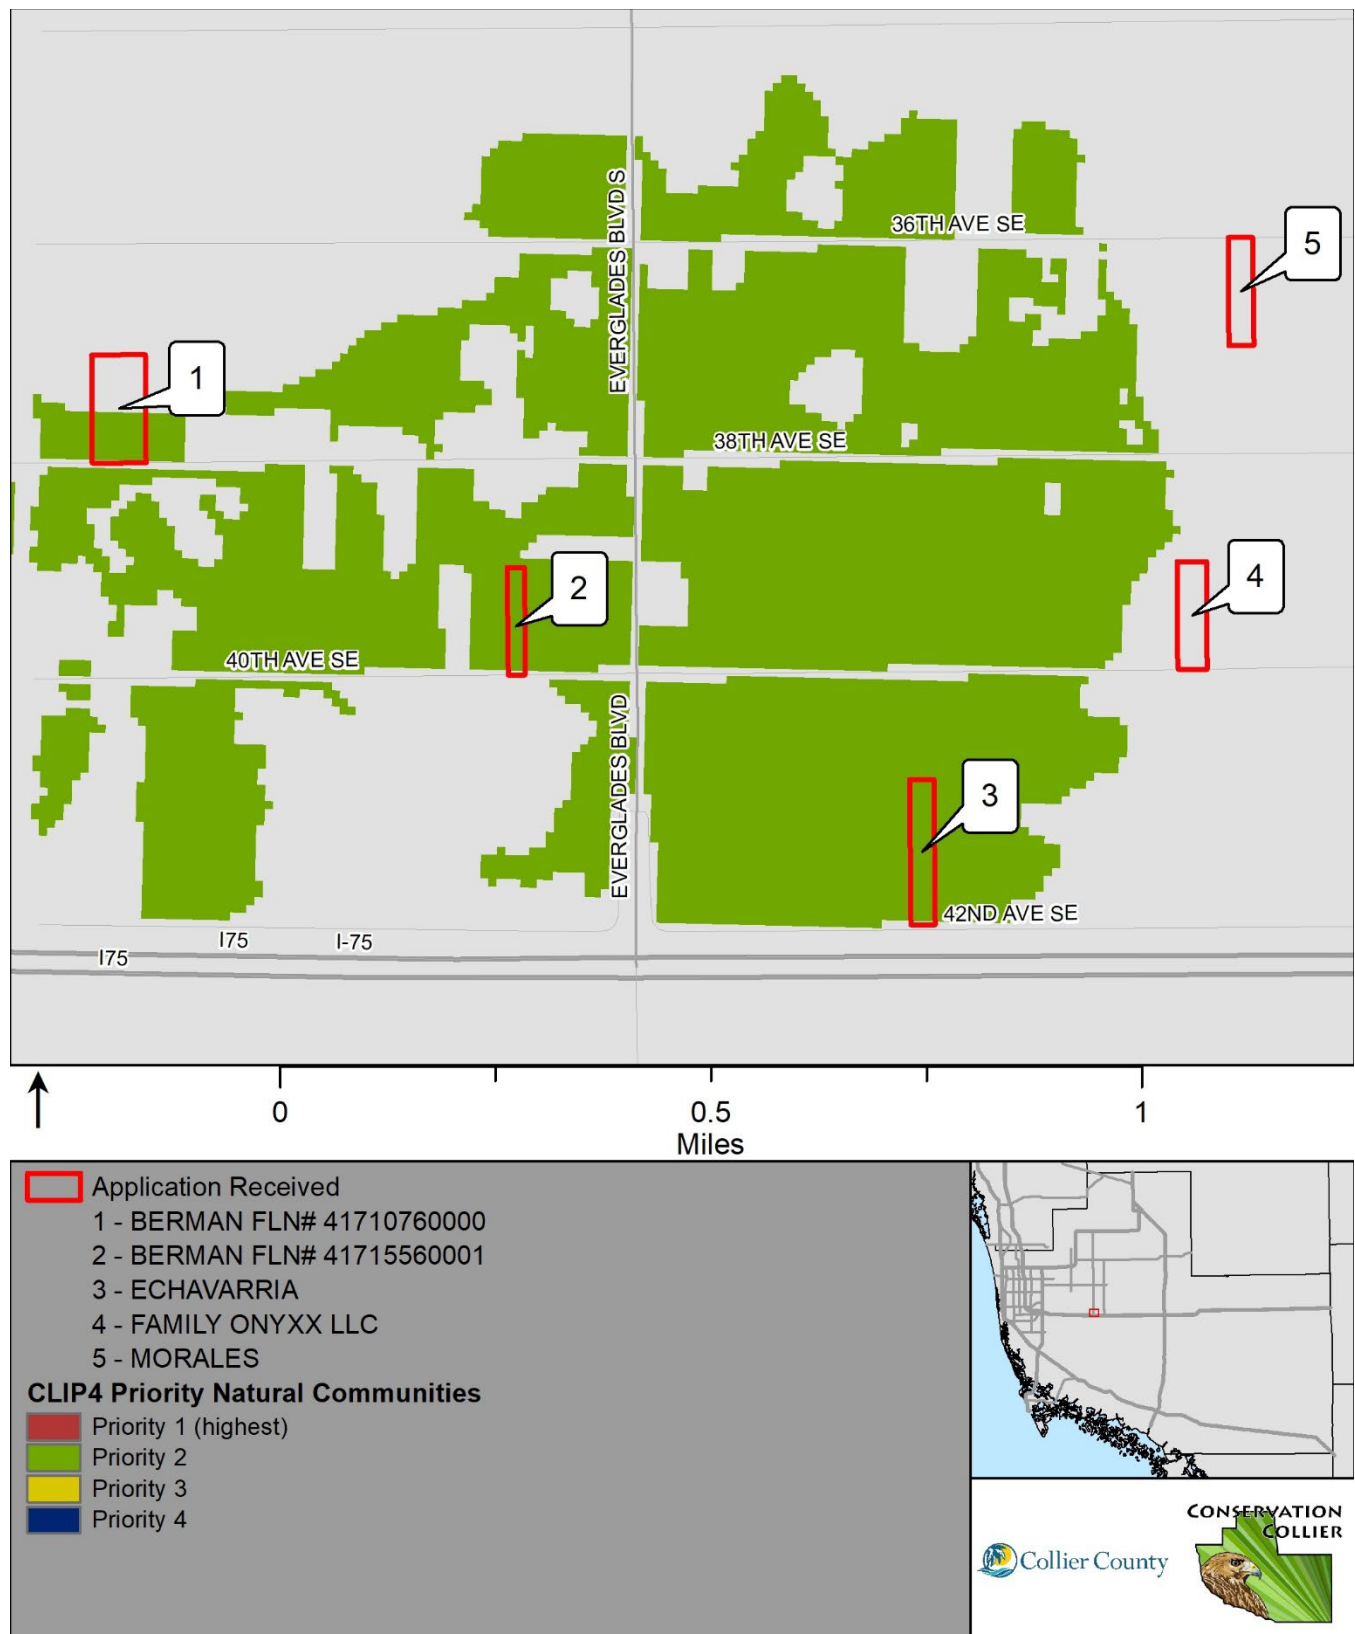 36TH AVE SE
5
EVERGLADES BLVD S
1
38TH AVE SE
2
4
40TH AVE SE
EVERGLADES BLVD
3
42ND AVE SE
I75
I-75
I75
0
0.5
1
Miles
Application Received
1 - BERMAN FLN# 41710760000
2 - BERMAN FLN# 41715560001
3 - ECHAVARRIA
4 - FAMILY ONYXX LLC
5 - MORALES
CLIP4 Priority Natural Communities
Priority 1 (highest)
Priority 2
Priority 3
Priority 4
CONSERVATION
COLLIER
Collier County